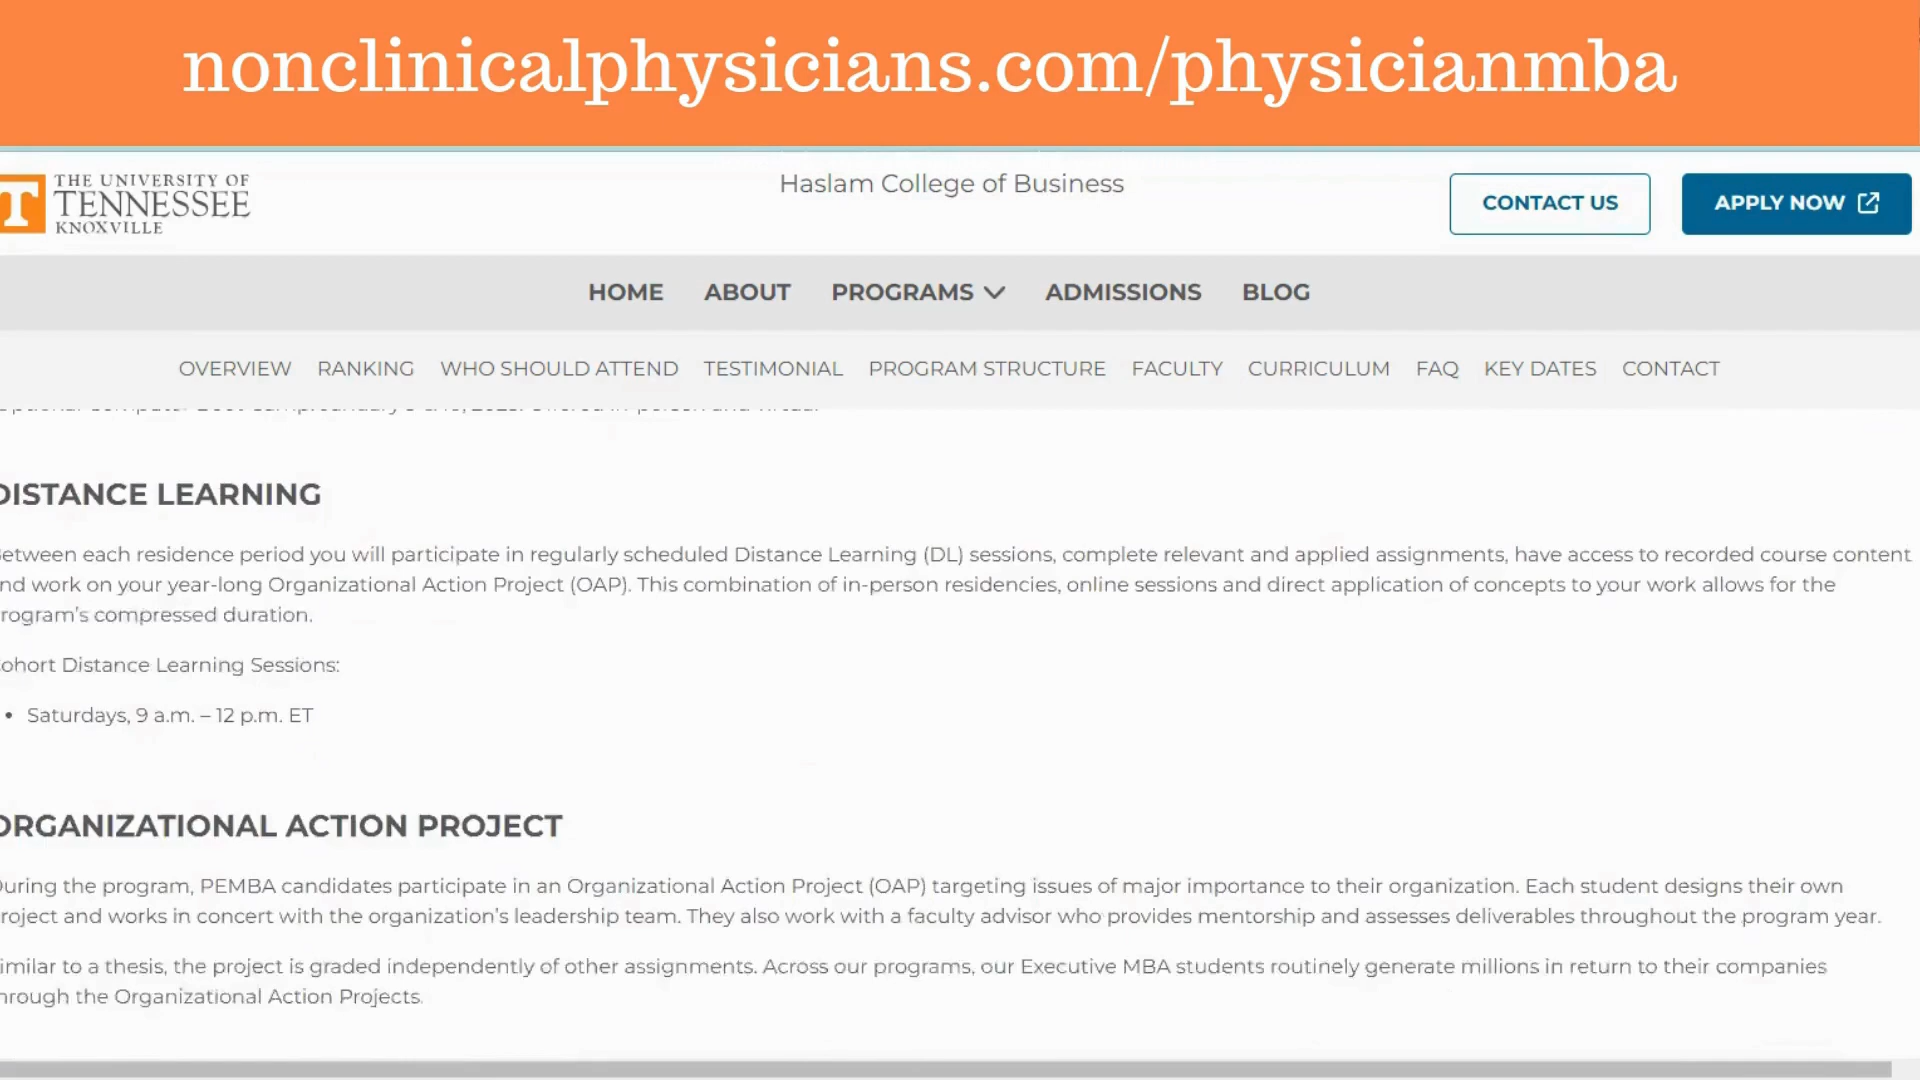 nonclinicalphysicians.com/physicianmba
THE UNIVERSITY OF
TENNESSEE
KNOXVILLE
Haslam College of Business
CONTACT US
APPLY NOW
HOME ABOUT PROGRAMS ADMISSIONS BLOG
OVERVIEW RANKING WHO SHOULD ATTEND TESTIMONIAL PROGRAM STRUCTURE FACULTY CURRICULUM FAQ KEY DATES CONTACT
DISTANCE LEARNING
etween each residence period you will participate in regularly scheduled Distance Learning (DL) sessions, complete relevant and applied assignments, have access to recorded course content
nd work on your year-long Organizational Action Project (OAP). This combination of in-person residencies, online sessions and direct application of concepts to your work allows for the
rogram’s compressed duration.
ohort Distance Learning Sessions:
• Saturdays, 9 a.m. – 12 p.m. ET
ORGANIZATIONAL ACTION PROJECT
uring the program, PEMBA candidates participate in an Organizational Action Project (OAP) targeting issues of major importance to their organization. Each student designs their own
roject and works in concert with the organization’s leadership team. They also work with a faculty advisor who provides mentorship and assesses deliverables throughout the program year.
imilar to a thesis, the project is graded independently of other assignments. Across our programs, our Executive MBA students routinely generate millions in return to their companies
hrough the Organizational Action Projects.